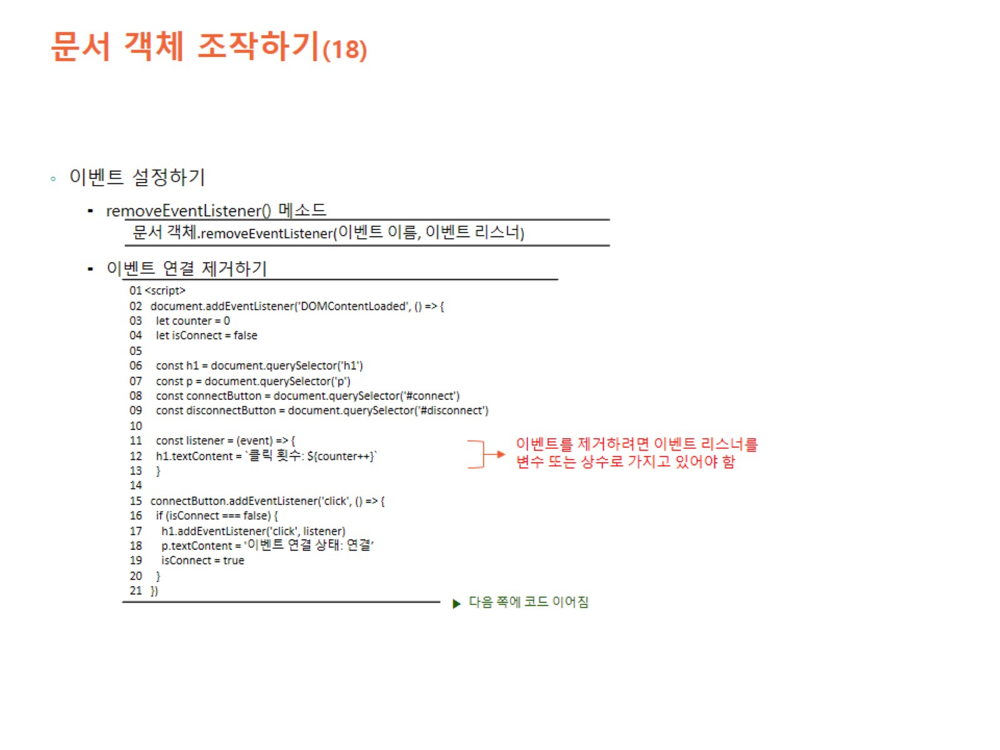 문서 객체 조작하기(18)
◦ 이벤트 설정하기
▪ removeEventListener() 메소드
문서 객체.removeEventListener(이벤트 이름, 이벤트 리스너)
▪ 이벤트 연결 제거하기
01 <script>
02 document.addEventListener('DOMContentLoaded', () => {
03 let counter = 0
04 let isConnect = false
05
06 const h1 = document.querySelector('h1')
07 const p = document.querySelector('p')
08 const connectButton = document.querySelector('#connect')
09 const disconnectButton = document.querySelector('#disconnect')
10
11 const listener = (event) => {
12 h1.textContent = `클릭 횟수: ${counter++}`
13 }
이벤트를 제거하려면 이벤트 리스너를
변수 또는 상수로 가지고 있어야 함
14
15 connectButton.addEventListener('click', () => {
16 if (isConnect === false) {
17 h1.addEventListener('click', listener)
18 p.textContent = '이벤트 연결 상태: 연결’
19 isConnect = true
20 }
21 })
▶ 다음 쪽에 코드 이어짐